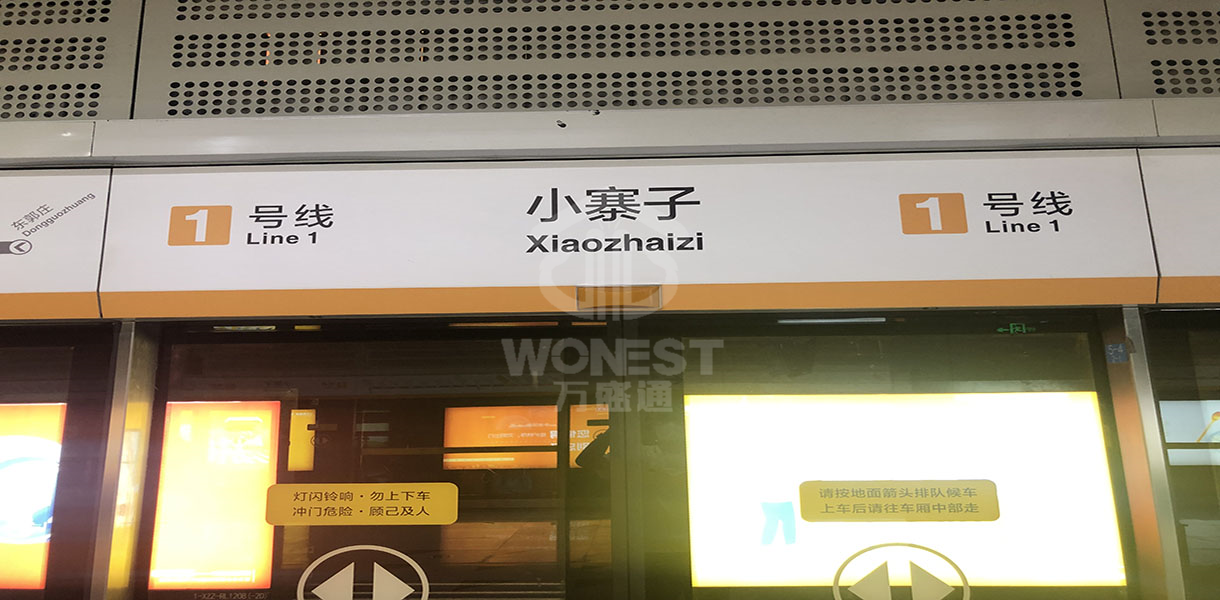 东郭庄
Dongguozhuang
1 号线
Line 1
小寨子
Xiaozhaizi
1 号线
Line 1
WONEST
万盛通
灯闪铃响·勿上下车
冲门危险·顾己及人
请按地面箭头排队候车
上车后请往车厢中部走